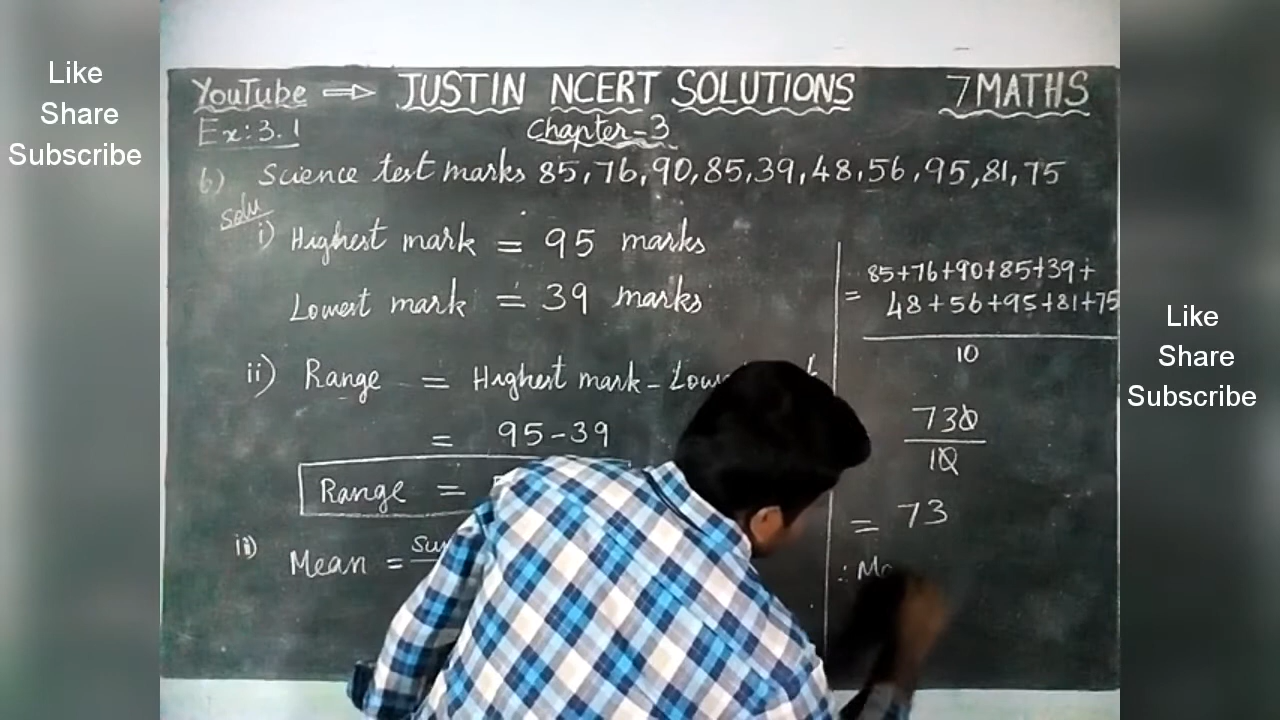 Like
Share
Subscribe
YouTube ⇒ JUSTIN NCERT SOLUTIONS 7 MATHS
Ex: 3.1 Chapter-3
6) Science test marks 85, 76, 90, 85, 39, 48, 56, 95, 81, 75
Solu
i) Highest mark = 95 marks
Lowest mark = 39 marks
ii) Range = Highest mark -
= 95-39
Range =
iii) Mean =
= 85+76+90+85+39+
48+56+95+81+75
10
730
10
= 73
∴
Like
Share
Subscribe